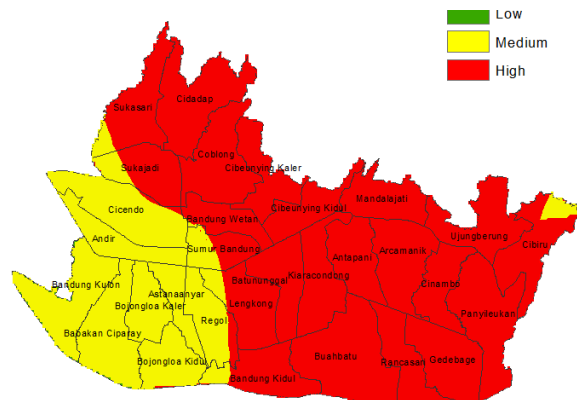 Low
Medium
High
Sukasari
Cidadap
Coblong
Sukajadi
Cibeunying Kaler
Cibeunying Kidul
Mandalajati
Cicendo
Bandung Wetan
Andir
Sumur Bandung
Ujungberung
Cibiru
Antapani
Arcamanik
Bandung Kulon
Batununggal
Kiaracondong
Cinambo
Astanaanyar
Bojongloa Kaler
Lengkong
Panyileukan
Regol
Babakan Ciparay
Bojongloa Kidul
Buahbatu
Rancasari
Gedebage
Bandung Kidul